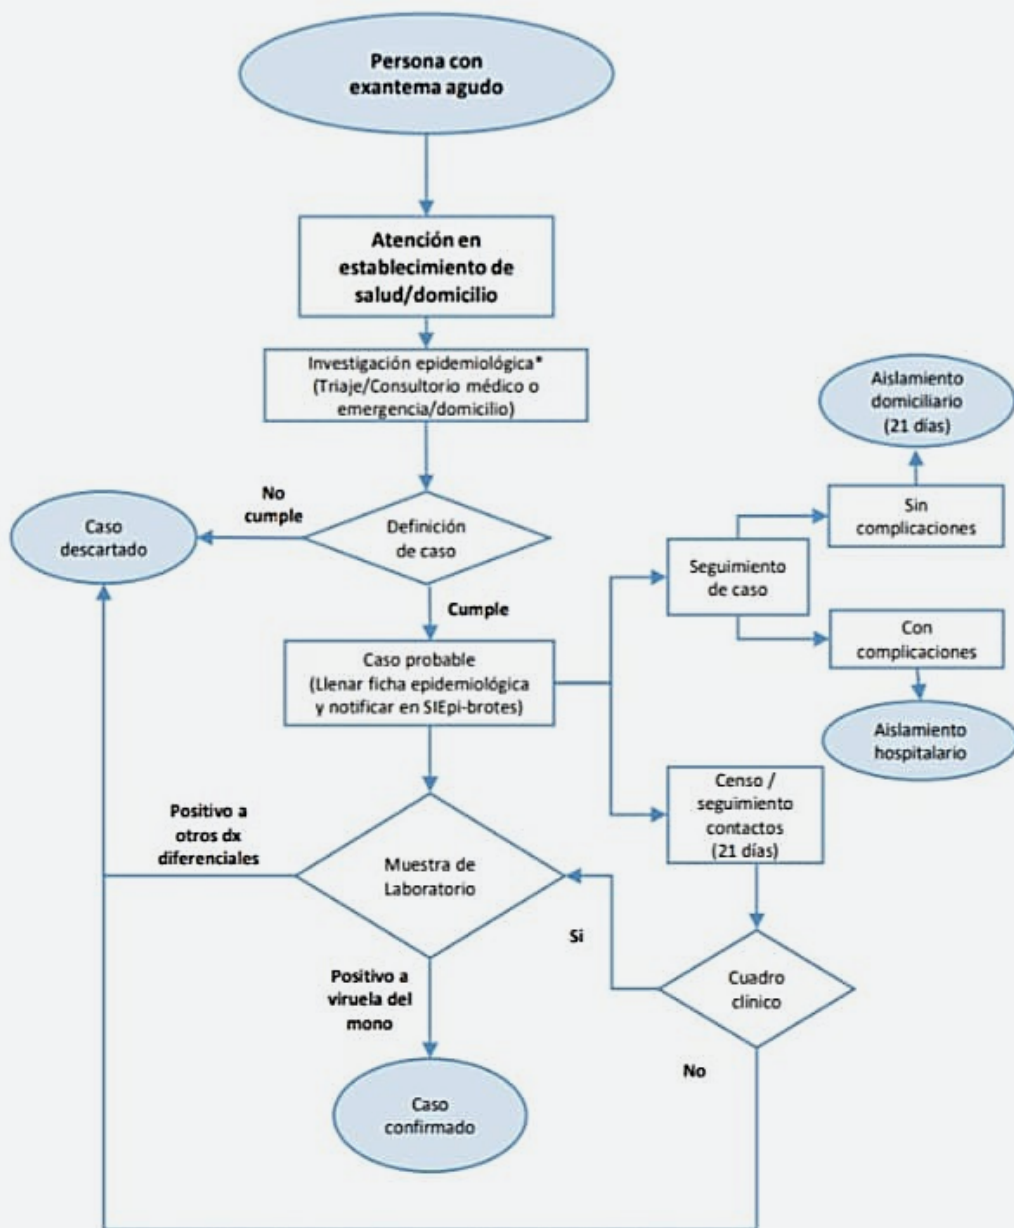 Persona con
exantema agudo
Atención en
establecimiento de
salud/domicilio
Investigación epidemiológica*
(Triaje/Consultorio médico o
emergencia/domicilio)
Aislamiento
domiciliario
(21 días)
No
cumple
Caso
descartado
Definición
de caso
Sin
complicaciones
Seguimiento
de caso
Cumple
Con
complicaciones
Caso probable
(Llenar ficha epidemiológica
y notificar en SIEpi-brotes)
Aislamiento
hospitalario
Censo /
seguimiento
contactos
(21 días)
Positivo a
otros dx
diferenciales
Muestra de
Laboratorio
Si
Cuadro
clínico
Positivo a
viruela del
mono
No
Caso
confirmado